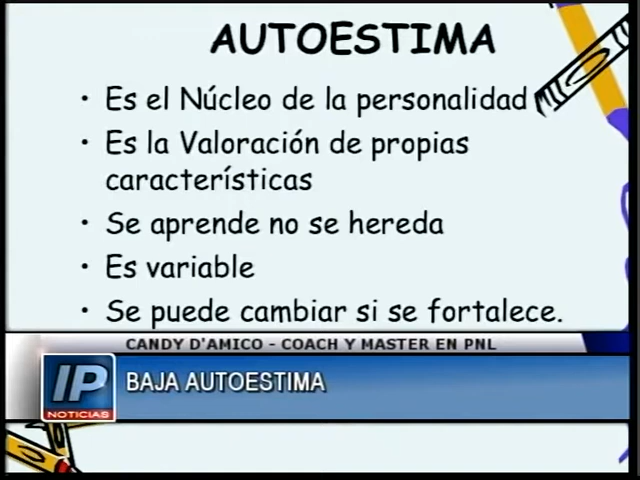 AUTOESTIMA
• Es el Núcleo de la personalidad
• Es la Valoración de propias
características
• Se aprende no se hereda
• Es variable
• Se puede cambiar si se fortalece.
CANDY D'AMICO - COACH Y MASTER EN PNL
IP
NOTICIAS
BAJA AUTOESTIMA